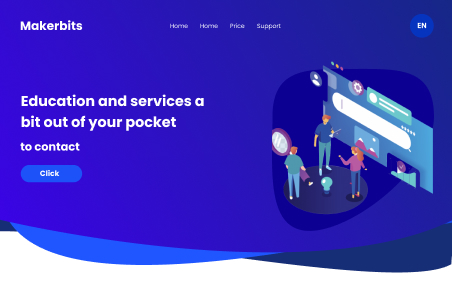 Makerbits
Home Home Price Support
EN
Education and services a
bit out of your pocket
to contact
Click